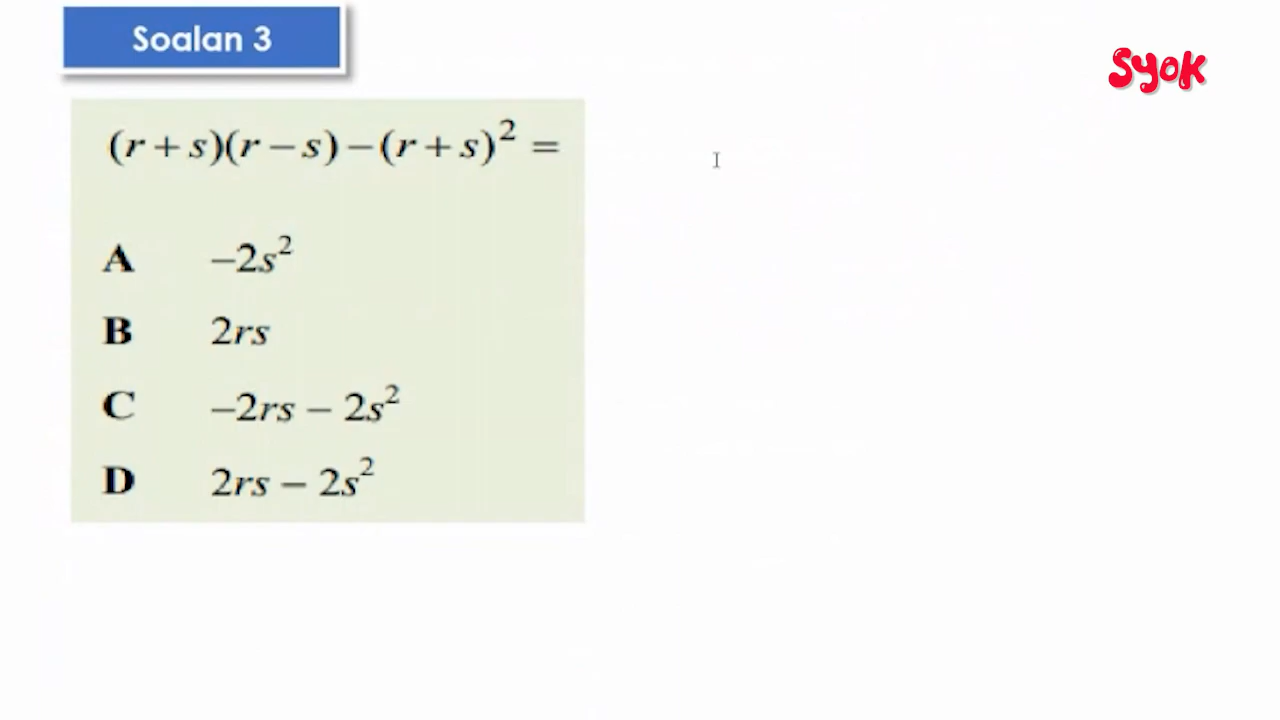 Soalan 3
Syok
(r + s)(r − s) − (r + s)² =
A −2s²
B 2rs
C −2rs − 2s²
D 2rs − 2s²